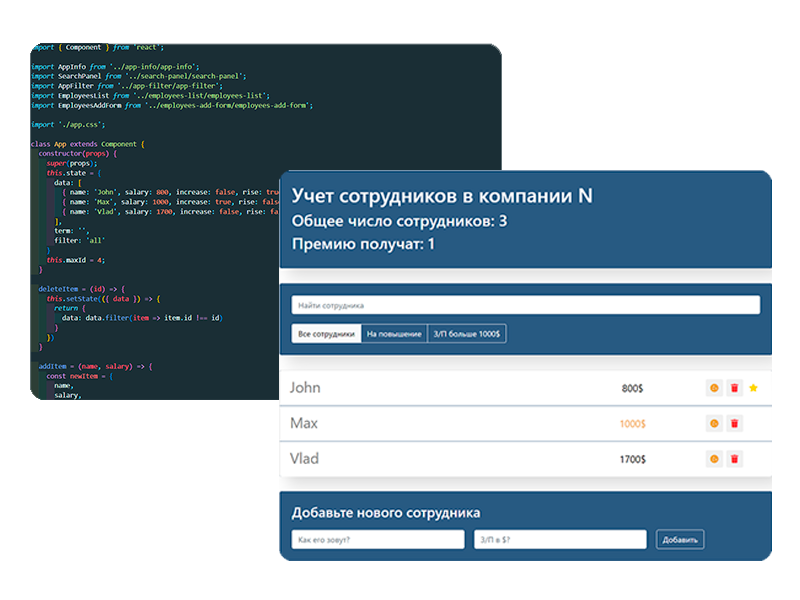 import { Component } from 'react';
import AppInfo from '../app-info/app-info';
import SearchPanel from '../search-panel/search-panel';
import AppFilter from '../app-filter/app-filter';
import EmployeesList from '../employees-list/employees-list';
import EmployeesAddForm from '../employees-add-form/employees-add-form';
import './app.css';
class App extends Component {
constructor(props) {
super(props);
this.state = {
data: [
{ name: 'John', salary: 800, increase: false, rise: true
{ name: 'Max', salary: 1000, increase: true, rise: false
{ name: 'Vlad', salary: 1700, increase: false, rise: fa
],
term: '',
filter: 'all'
}
this.maxId = 4;
}
deleteItem = (id) => {
this.setState(({ data }) => {
return {
data: data.filter(item => item.id !== id)
}
})
}
addItem = (name, salary) => {
const newItem = {
name,
salary,
Учет сотрудников в компании N
Общее число сотрудников: 3
Премию получат: 1
Найти сотрудника
Все сотрудники На повышение З/П больше 1000$
John 800$
Max 1000$
Vlad 1700$
Добавьте нового сотрудника
Как его зовут? З/П в $? Добавить